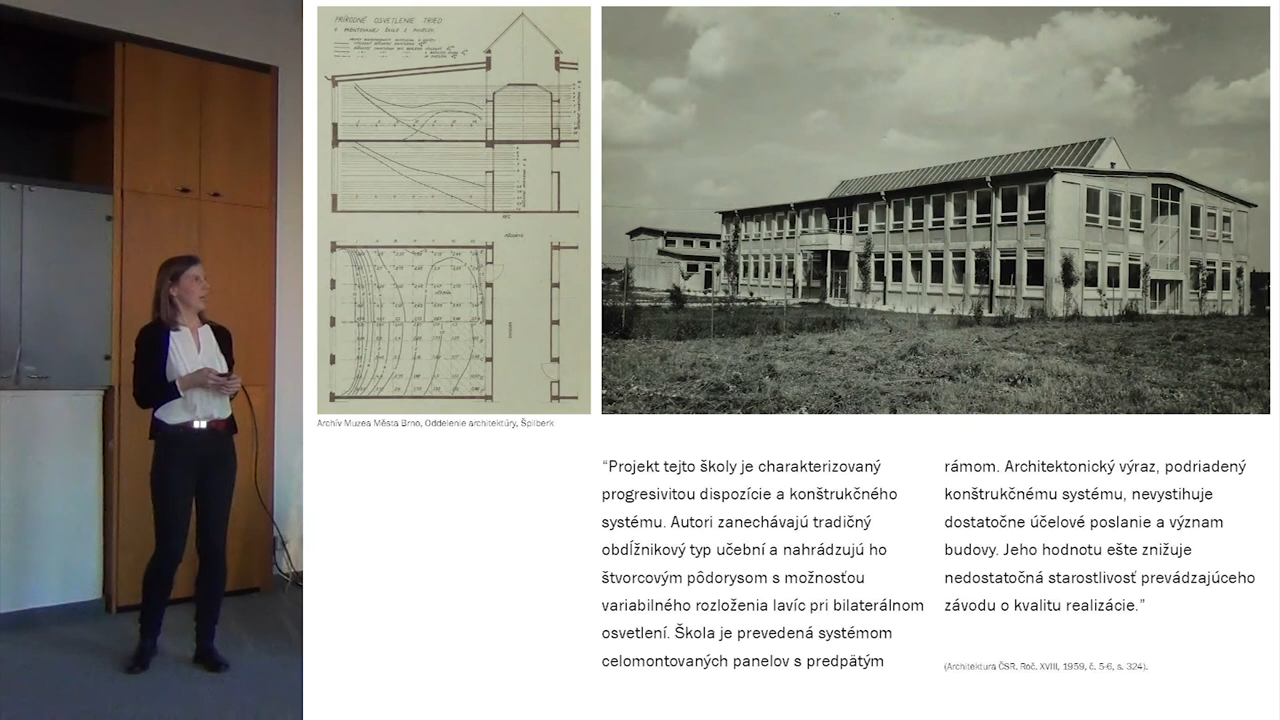 PRÍRODNÉ OSVETLENIE TRIED
V MONTOVANEJ ŠKOLE Z
Archív Muzea Města Brno, Oddelenie architektúry, Špilberk
“Projekt tejto školy je charakterizovaný
progresivitou dispozície a konštrukčného
systému. Autori zanechávajú tradičný
obdĺžnikový typ učební a nahrádzujú ho
štvorcovým pôdorysom s možnosťou
variabilného rozloženia lavíc pri bilaterálnom
osvetlení. Škola je prevedená systémom
celomontovaných panelov s predpätým
rámom. Architektonický výraz, podriadený
konštrukčnému systému, nevystihuje
dostatočne účelové poslanie a význam
budovy. Jeho hodnotu ešte znižuje
nedostatočná starostlivosť prevádzajúceho
závodu o kvalitu realizácie.”
(Architektura ČSR. Roč. XVIII, 1959, č. 5-6, s. 324).